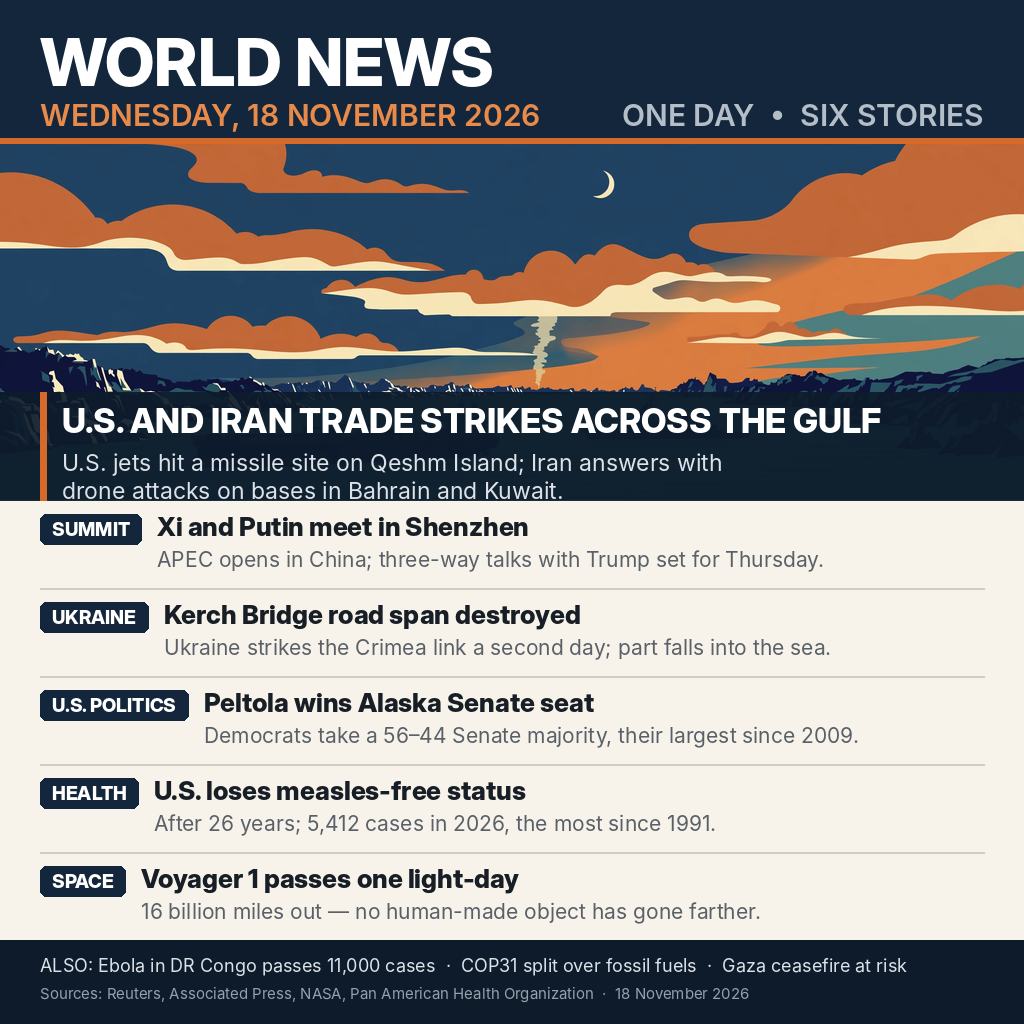 WORLD NEWS
WEDNESDAY, 18 NOVEMBER 2026
ONE DAY • SIX STORIES
U.S. AND IRAN TRADE STRIKES ACROSS THE GULF
U.S. jets hit a missile site on Qeshm Island; Iran answers with
drone attacks on bases in Bahrain and Kuwait.
SUMMIT
Xi and Putin meet in Shenzhen
APEC opens in China; three-way talks with Trump set for Thursday.
UKRAINE
Kerch Bridge road span destroyed
Ukraine strikes the Crimea link a second day; part falls into the sea.
U.S. POLITICS
Peltola wins Alaska Senate seat
Democrats take a 56–44 Senate majority, their largest since 2009.
HEALTH
U.S. loses measles-free status
After 26 years; 5,412 cases in 2026, the most since 1991.
SPACE
Voyager 1 passes one light-day
16 billion miles out — no human-made object has gone farther.
ALSO: Ebola in DR Congo passes 11,000 cases · COP31 split over fossil fuels · Gaza ceasefire at risk
Sources: Reuters, Associated Press, NASA, Pan American Health Organization · 18 November 2026